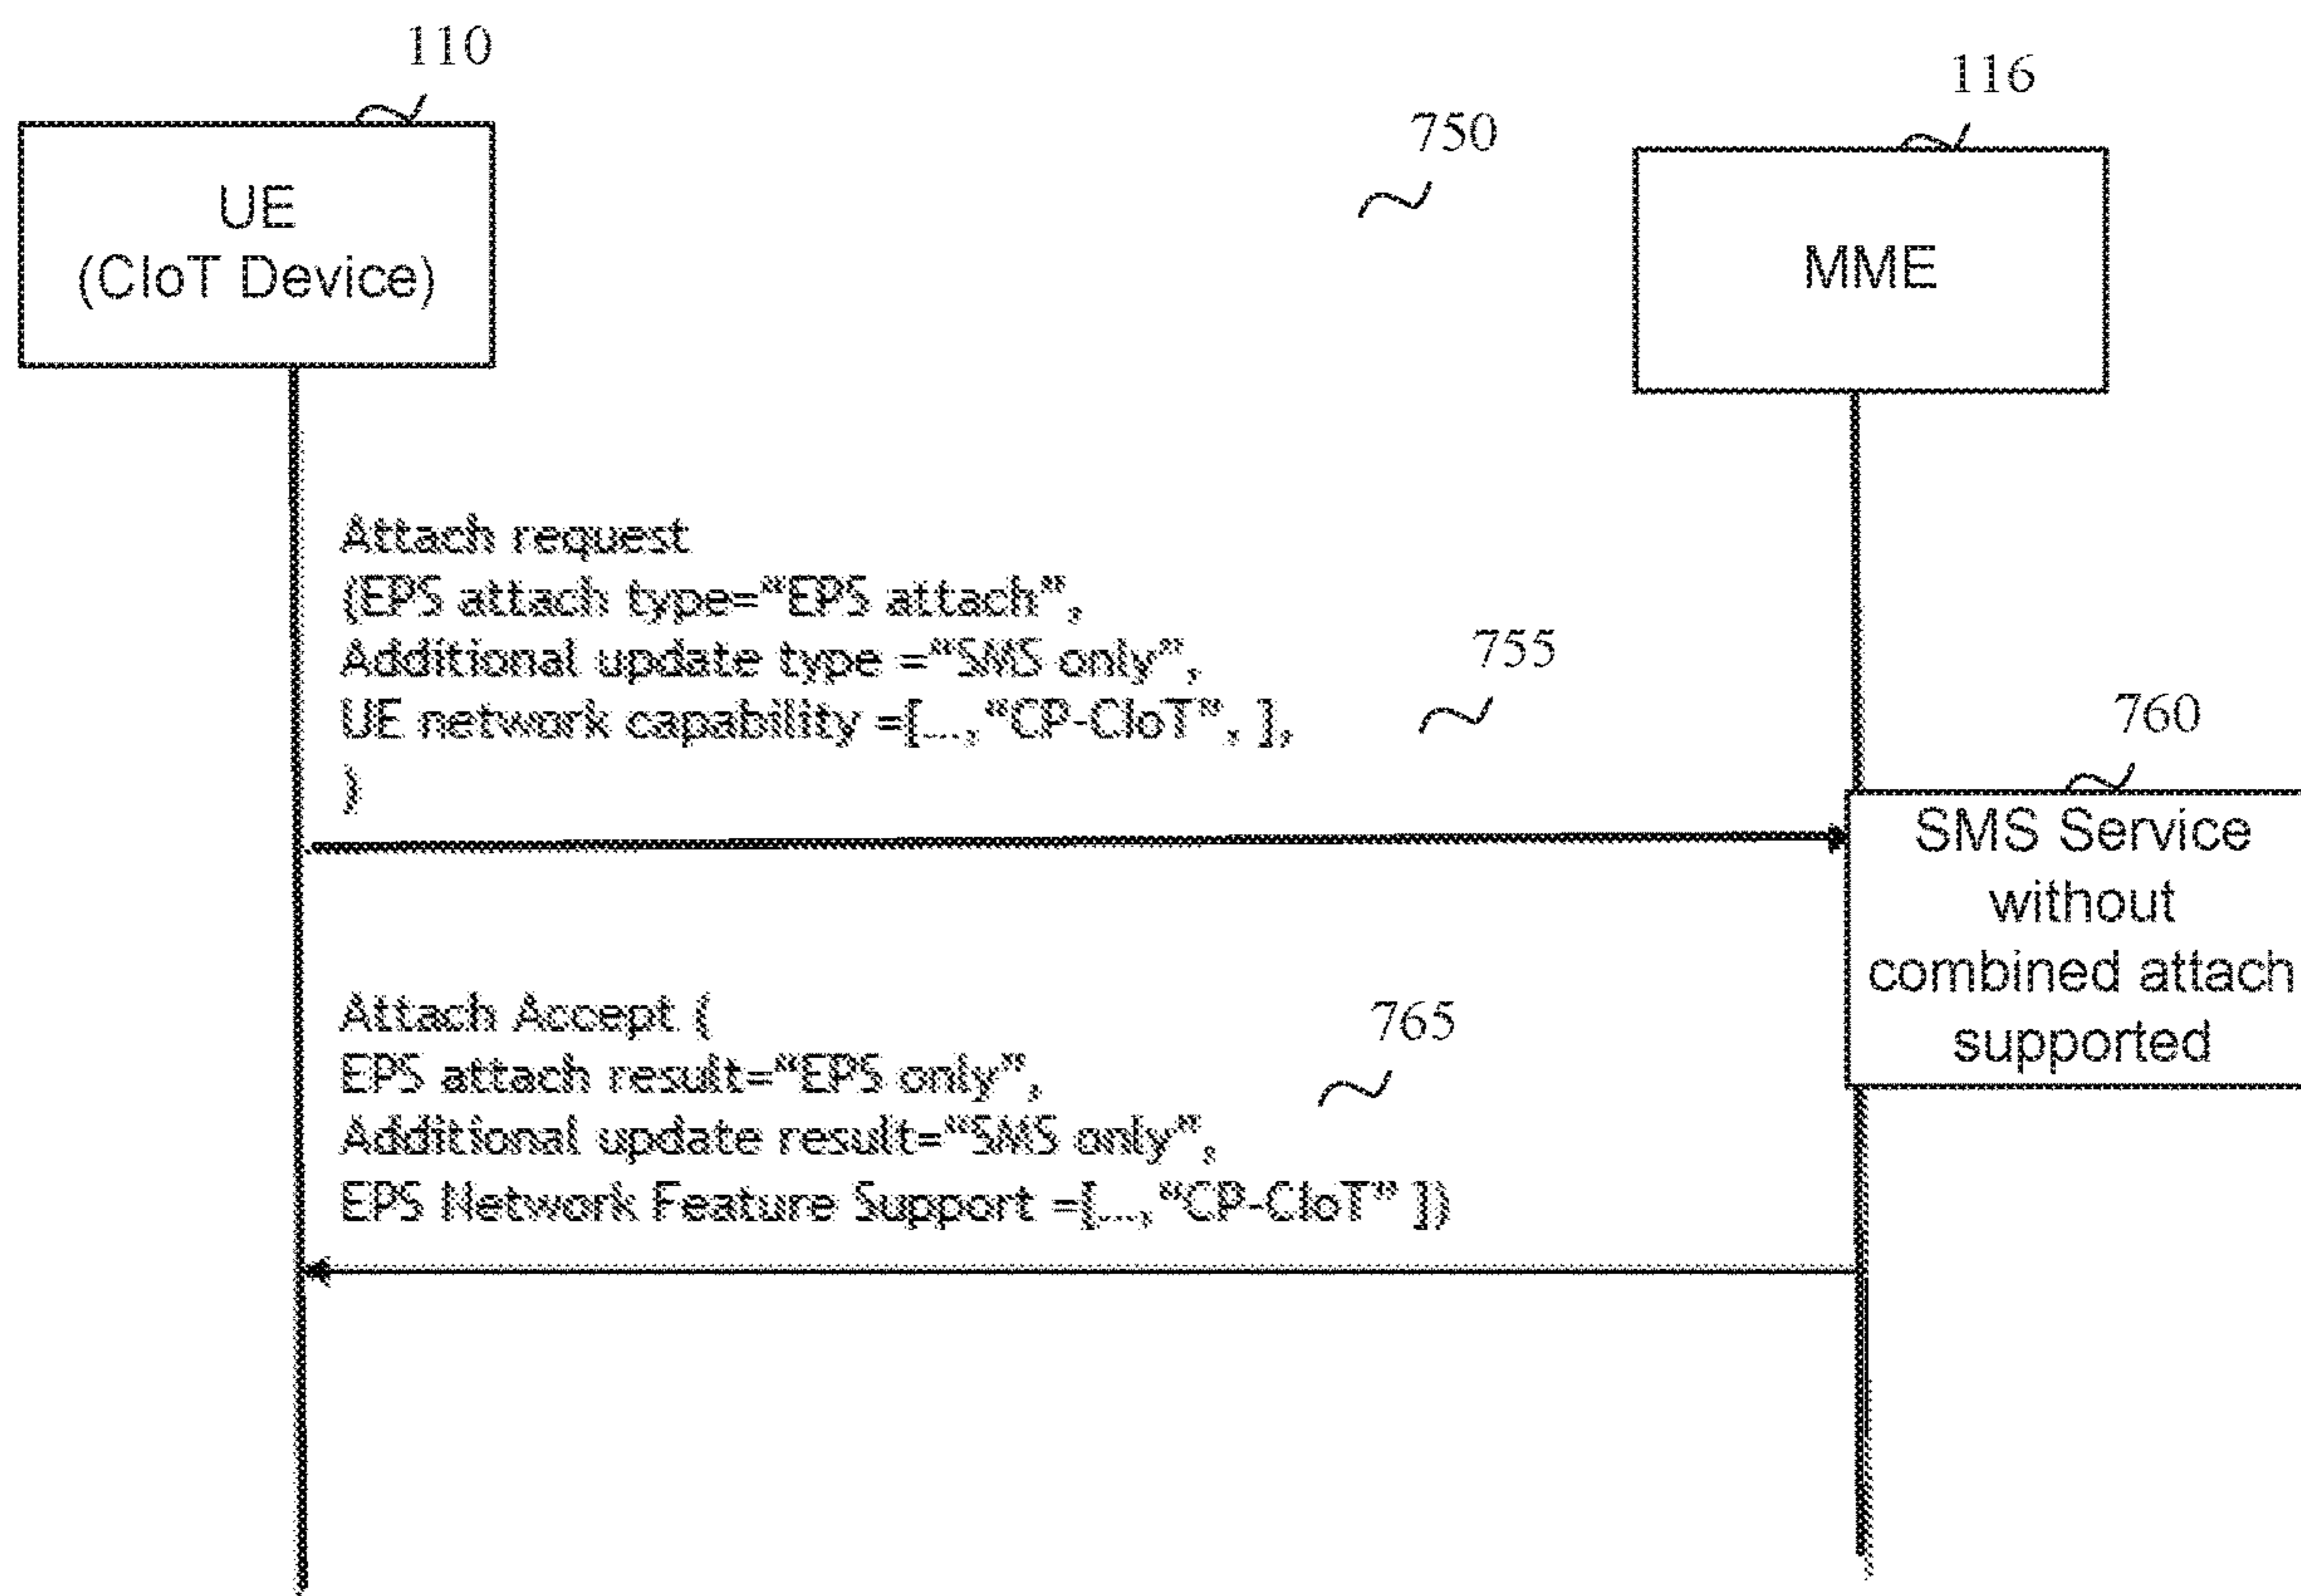 110
116
750
UE
(CIoT Device)
MME
Attach request
(EPS attach type="EPS attach",
Additional update type ="SMS only",
755
UE network capability =[...,"CP-CIoT", ],
)
760
SMS Service
without
combined attach
supported
Attach Accept (
765
EPS attach result="EPS only",
Additional update result="SMS only",
EPS Network Feature Support =[...,"CP-CIoT" ])